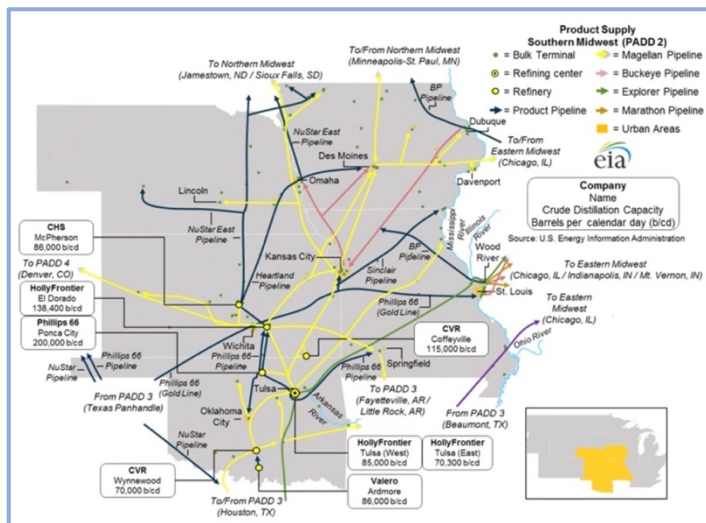 Product Supply
Southern Midwest (PADD 2)
= Bulk Terminal
= Refining center
= Refinery
= Product Pipeline
= Magellan Pipeline
= Buckeye Pipeline
= Explorer Pipeline
= Marathon Pipeline
= Urban Areas
eia
Company
Name
Crude Distillation Capacity
Barrels per calendar day (b/cd)
Source: U.S. Energy Information Administration
To Northern Midwest
(Jamestown, ND / Sioux Falls, SD)
To/From Northern Midwest
(Minneapolis-St. Paul, MN)
BP
Pipeline
NuStar East
Pipeline
Dubuque
To/From
Eastern Midwest
(Chicago, IL)
Des Moines
Omaha
Davenport
Lincoln
NuStar East
Pipeline
Mississippi
River
Illinois
River
CHS
McPherson
86,000 b/cd
Kansas City
Heartland
Pipeline
BP
Pipeline
Sinclair
Pipeline
Wood
River
To Eastern Midwest
(Chicago, IL / Indianapolis, IN / Mt. Vernon, IN)
To PADD 4
(Denver, CO)
HollyFrontier
El Dorado
138,400 b/cd
Phillips 66
(Gold Line)
St. Louis
To Eastern
Midwest
(Chicago, IL)
Phillips 66
Ponca City
200,000 b/cd
Wichita
Phillips 66
Pipeline
CVR
Coffeyville
115,000 b/cd
Ohio River
NuStar
Pipeline
Phillips 66
(Gold Line)
Phillips 66
Pipeline
Springfield
Tulsa
From PADD 3
(Texas Panhandle)
To PADD 3
(Fayetteville, AR /
Little Rock, AR)
Oklahoma
City
Arkansas
River
From PADD 3
(Beaumont, TX)
NuStar
Pipeline
HollyFrontier
Tulsa (West)
85,000 b/cd
HollyFrontier
Tulsa (East)
70,300 b/cd
CVR
Wynnewood
70,000 b/cd
Valero
Ardmore
86,000 b/cd
To/From PADD 3
(Houston, TX)